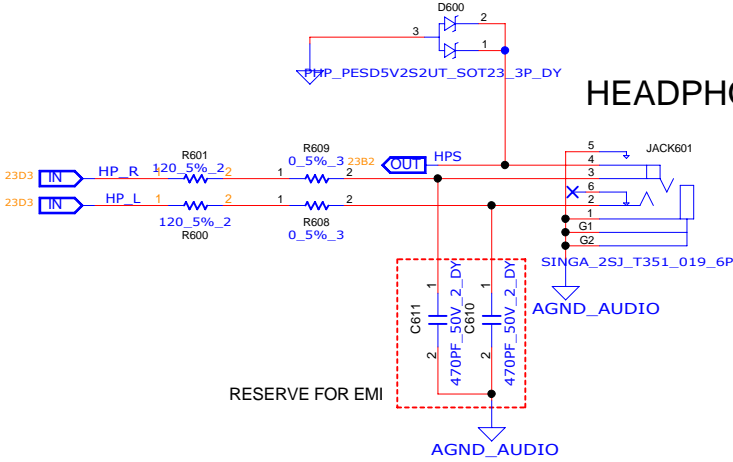 D600
3
2
1
PHP_PESD5V2S2UT_SOT23_3P_DY
HEADPHO
R601
120_5%_2
R609
0_5%_3
23B2
OUT
HPS
5
JACK601
4
23D3
IN
HP_R
1
2
1
2
3
6
23D3
IN
HP_L
1
2
1
2
2
120_5%_2
R600
R608
0_5%_3
1
G1
G2
SINGA_2SJ_T351_019_6P
AGND_AUDIO
C611
1
2
470PF_50V_2_DY
C610
1
2
470PF_50V_2_DY
RESERVE FOR EMI
AGND_AUDIO